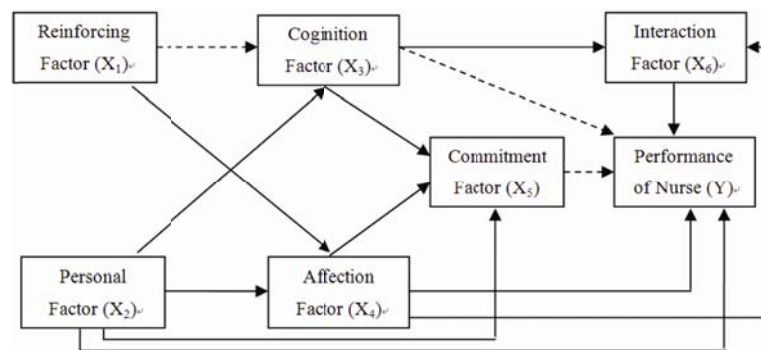 Reinforcing
Factor (X₁)
Coginition
Factor (X₃)
Interaction
Factor (X₆)
Commitment
Factor (X₅)
Performance
of Nurse (Y)
Personal
Factor (X₂)
Affection
Factor (X₄)